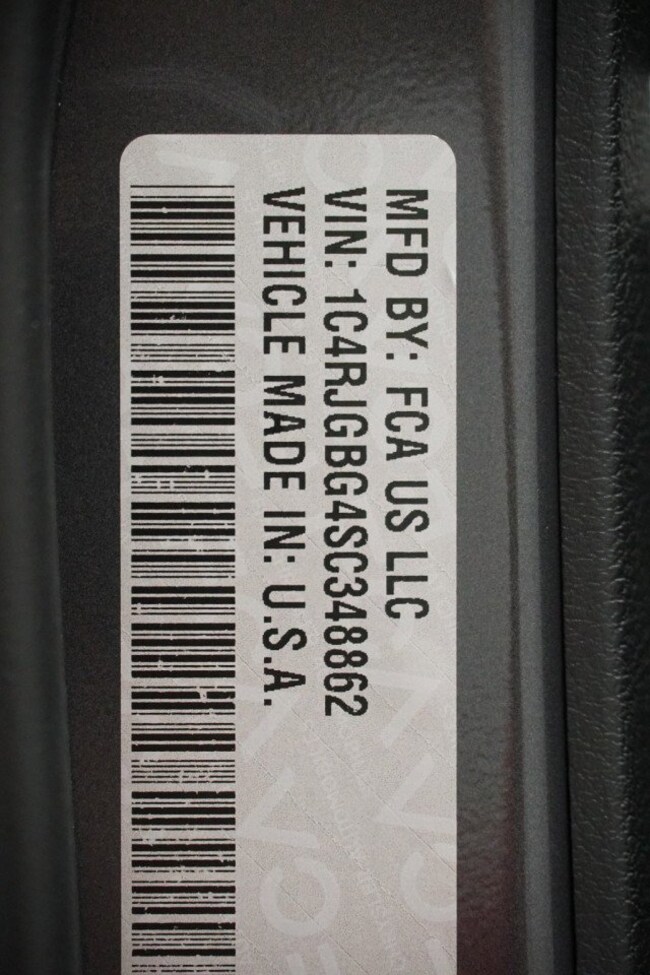 MFD BY: FCA US LLC
VIN: 1C4RJGBG4SC348862
VEHICLE MADE IN: U.S.A.